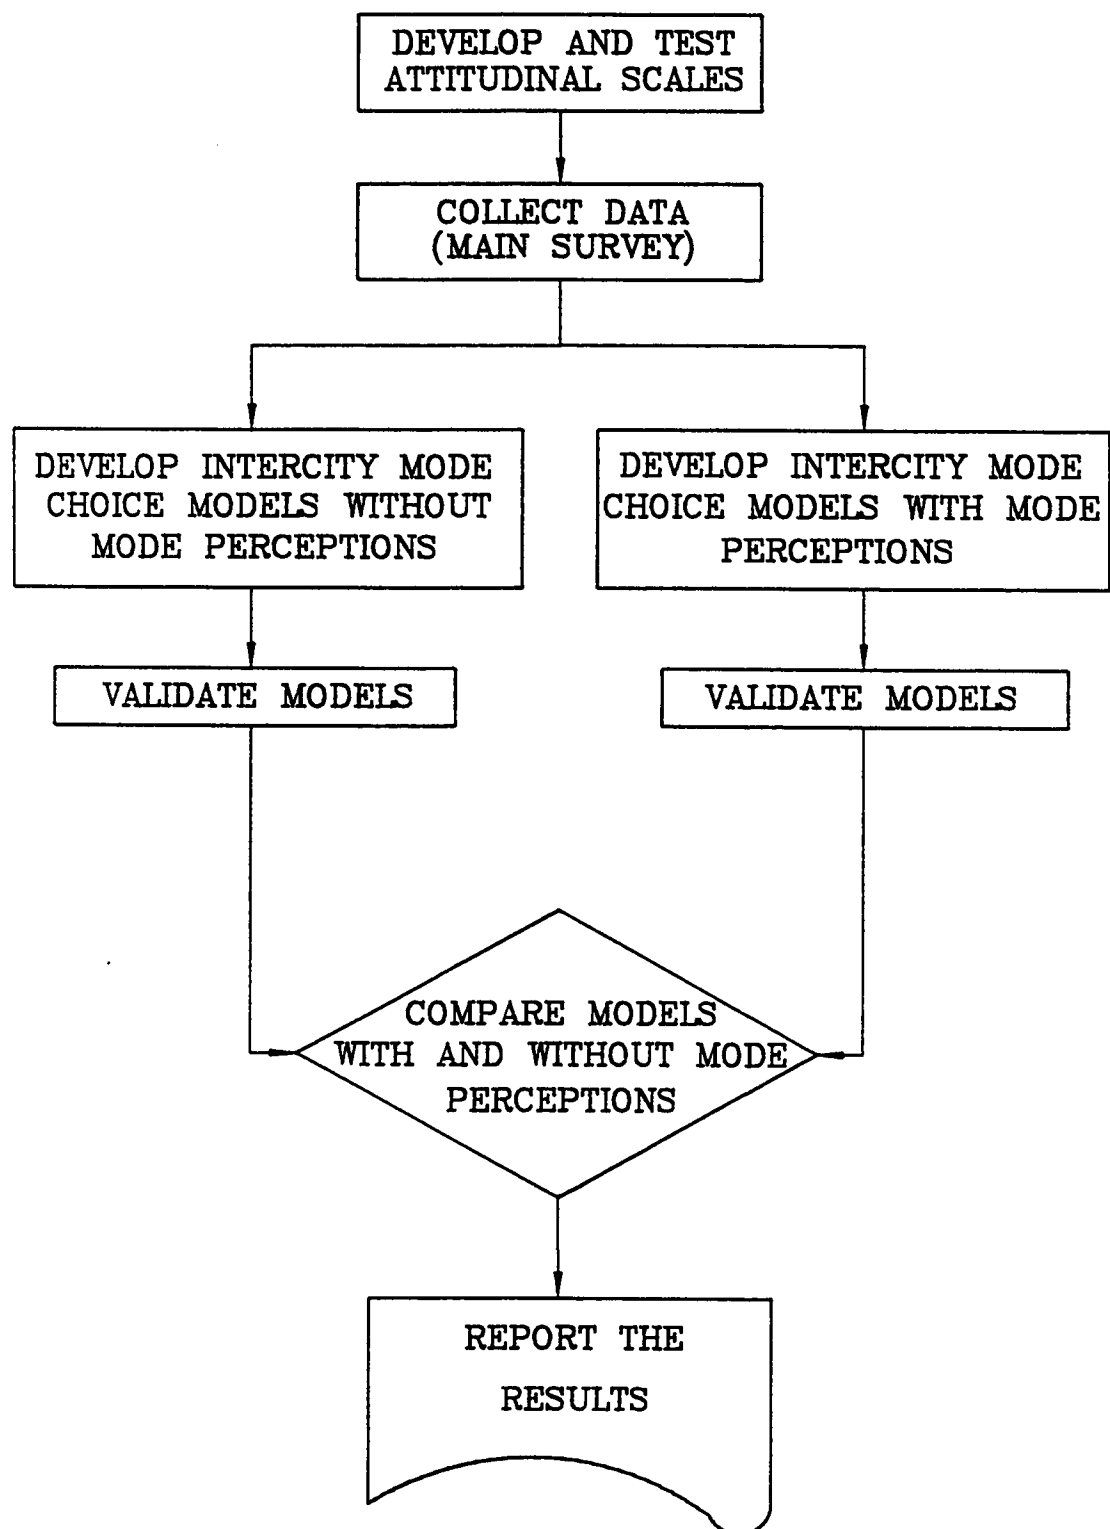 DEVELOP AND TEST
ATTITUDINAL SCALES
COLLECT DATA
(MAIN SURVEY)
DEVELOP INTERCITY MODE
CHOICE MODELS WITHOUT
MODE PERCEPTIONS
DEVELOP INTERCITY MODE
CHOICE MODELS WITH MODE
PERCEPTIONS
VALIDATE MODELS
VALIDATE MODELS
COMPARE MODELS
WITH AND WITHOUT MODE
PERCEPTIONS
REPORT THE
RESULTS